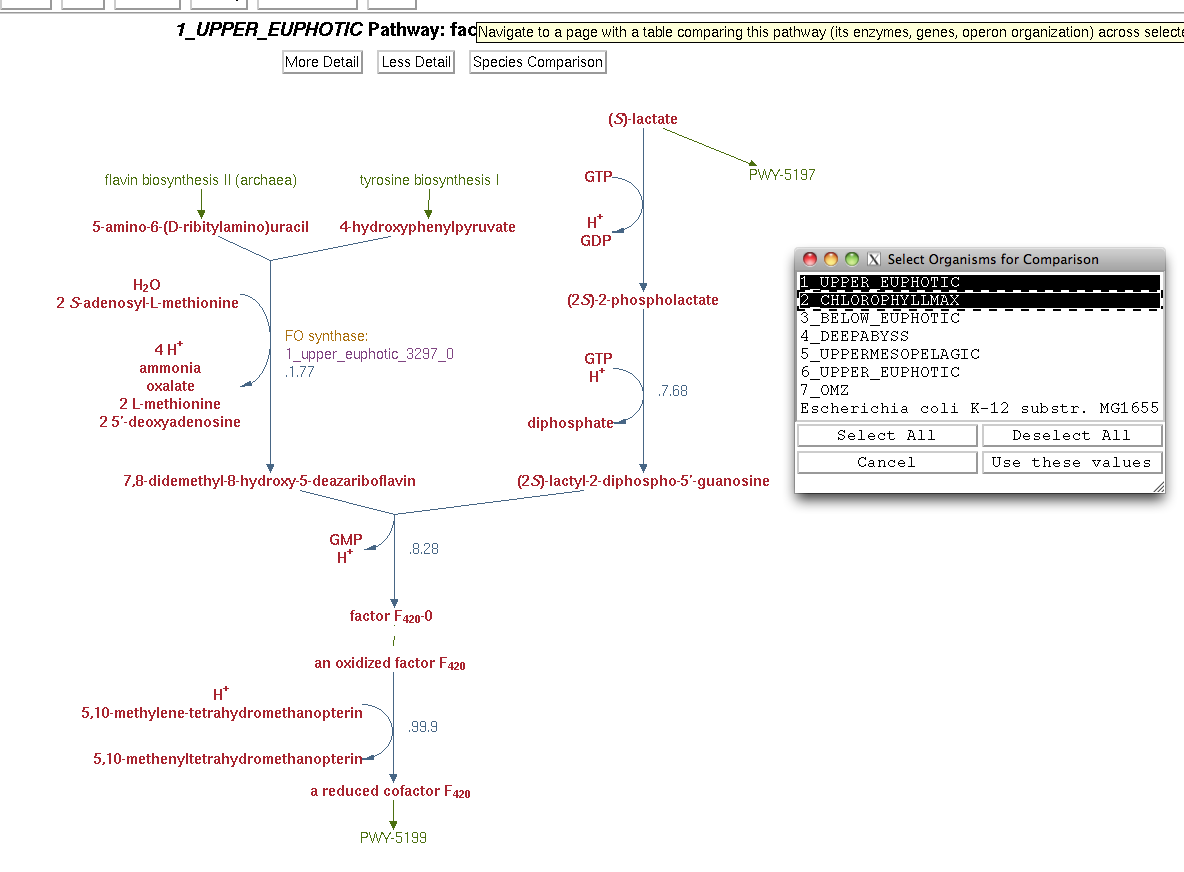 1_UPPER_EUPHOTIC Pathway: fac
Navigate to a page with a table comparing this pathway (its enzymes, genes, operon organization) across selecte
More Detail
Less Detail
Species Comparison
(S)-lactate
PWY-5197
GTP
H+
GDP
flavin biosynthesis II (archaea)
tyrosine biosynthesis I
5-amino-6-(D-ribitylamino)uracil
4-hydroxyphenylpyruvate
H2O
2 S-adenosyl-L-methionine
(2S)-2-phospholactate
FO synthase:
1_upper_euphotic_3297_0
.1.77
4 H+
ammonia
oxalate
2 L-methionine
2 5'-deoxyadenosine
GTP
H+
.7.68
diphosphate
7,8-didemethyl-8-hydroxy-5-deazariboflavin
(2S)-lactyl-2-diphospho-5'-guanosine
GMP
H+
.8.28
factor F420-0
an oxidized factor F420
H+
5,10-methylene-tetrahydromethanopterin
.99.9
5,10-methenyltetrahydromethanopterin
a reduced cofactor F420
PWY-5199
X Select Organisms for Comparison
1_UPPER_EUPHOTIC
2_CHLOROPHYLLMAX
3_BELOW_EUPHOTIC
4_DEEPABYSS
5_UPPERMESOPELAGIC
6_UPPER_EUPHOTIC
7_OMZ
Escherichia coli K-12 substr. MG1655
Select All
Deselect All
Cancel
Use these values